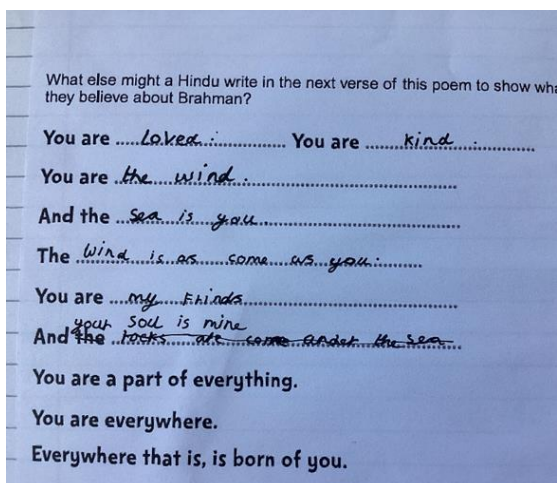 What else might a Hindu write in the next verse of this poem to show wha
they believe about Brahman?
You are Loved. You are kind.
You are the wind.
And the sea is you.
The wind is as come as you.
You are my Frinds
your soul is mine
And the rocks are come under the sea
You are a part of everything.
You are everywhere.
Everywhere that is, is born of you.